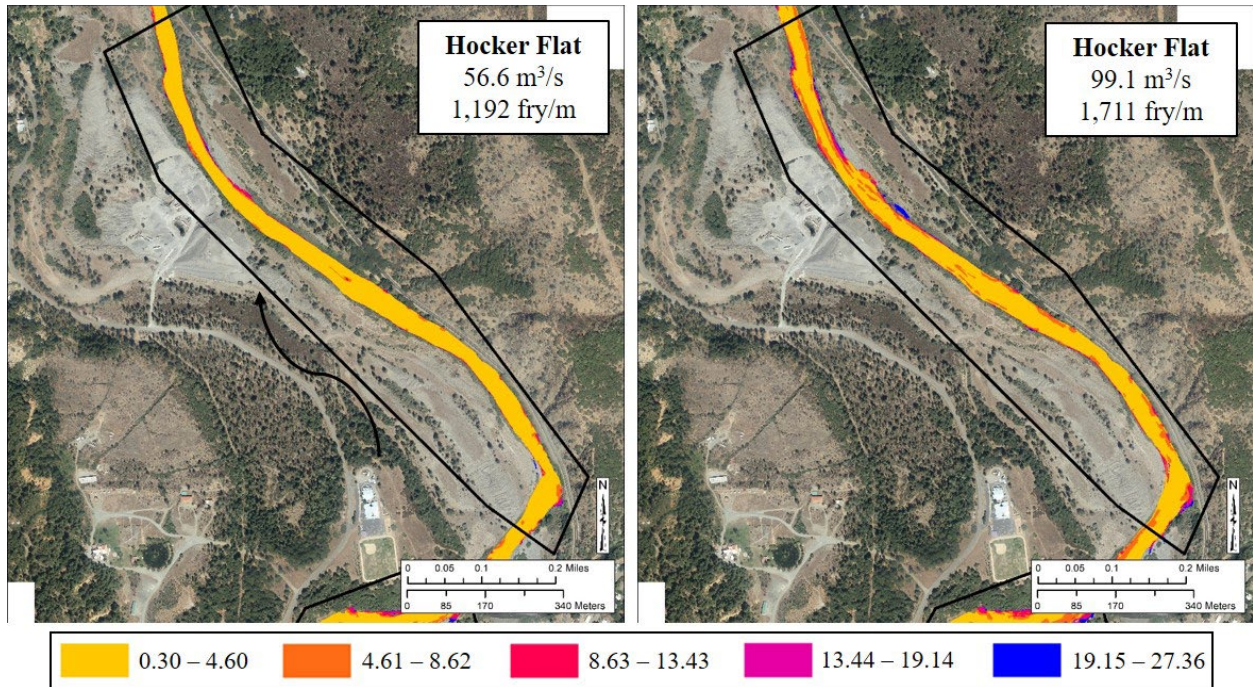 Hocker Flat
56.6 m³/s
1,192 fry/m
N
0 0.05 0.1 0.2 Miles
0 85 170 340 Meters
Hocker Flat
99.1 m³/s
1,711 fry/m
N
0 0.05 0.1 0.2 Miles
0 85 170 340 Meters
0.30 – 4.60
4.61 – 8.62
8.63 – 13.43
13.44 – 19.14
19.15 – 27.36